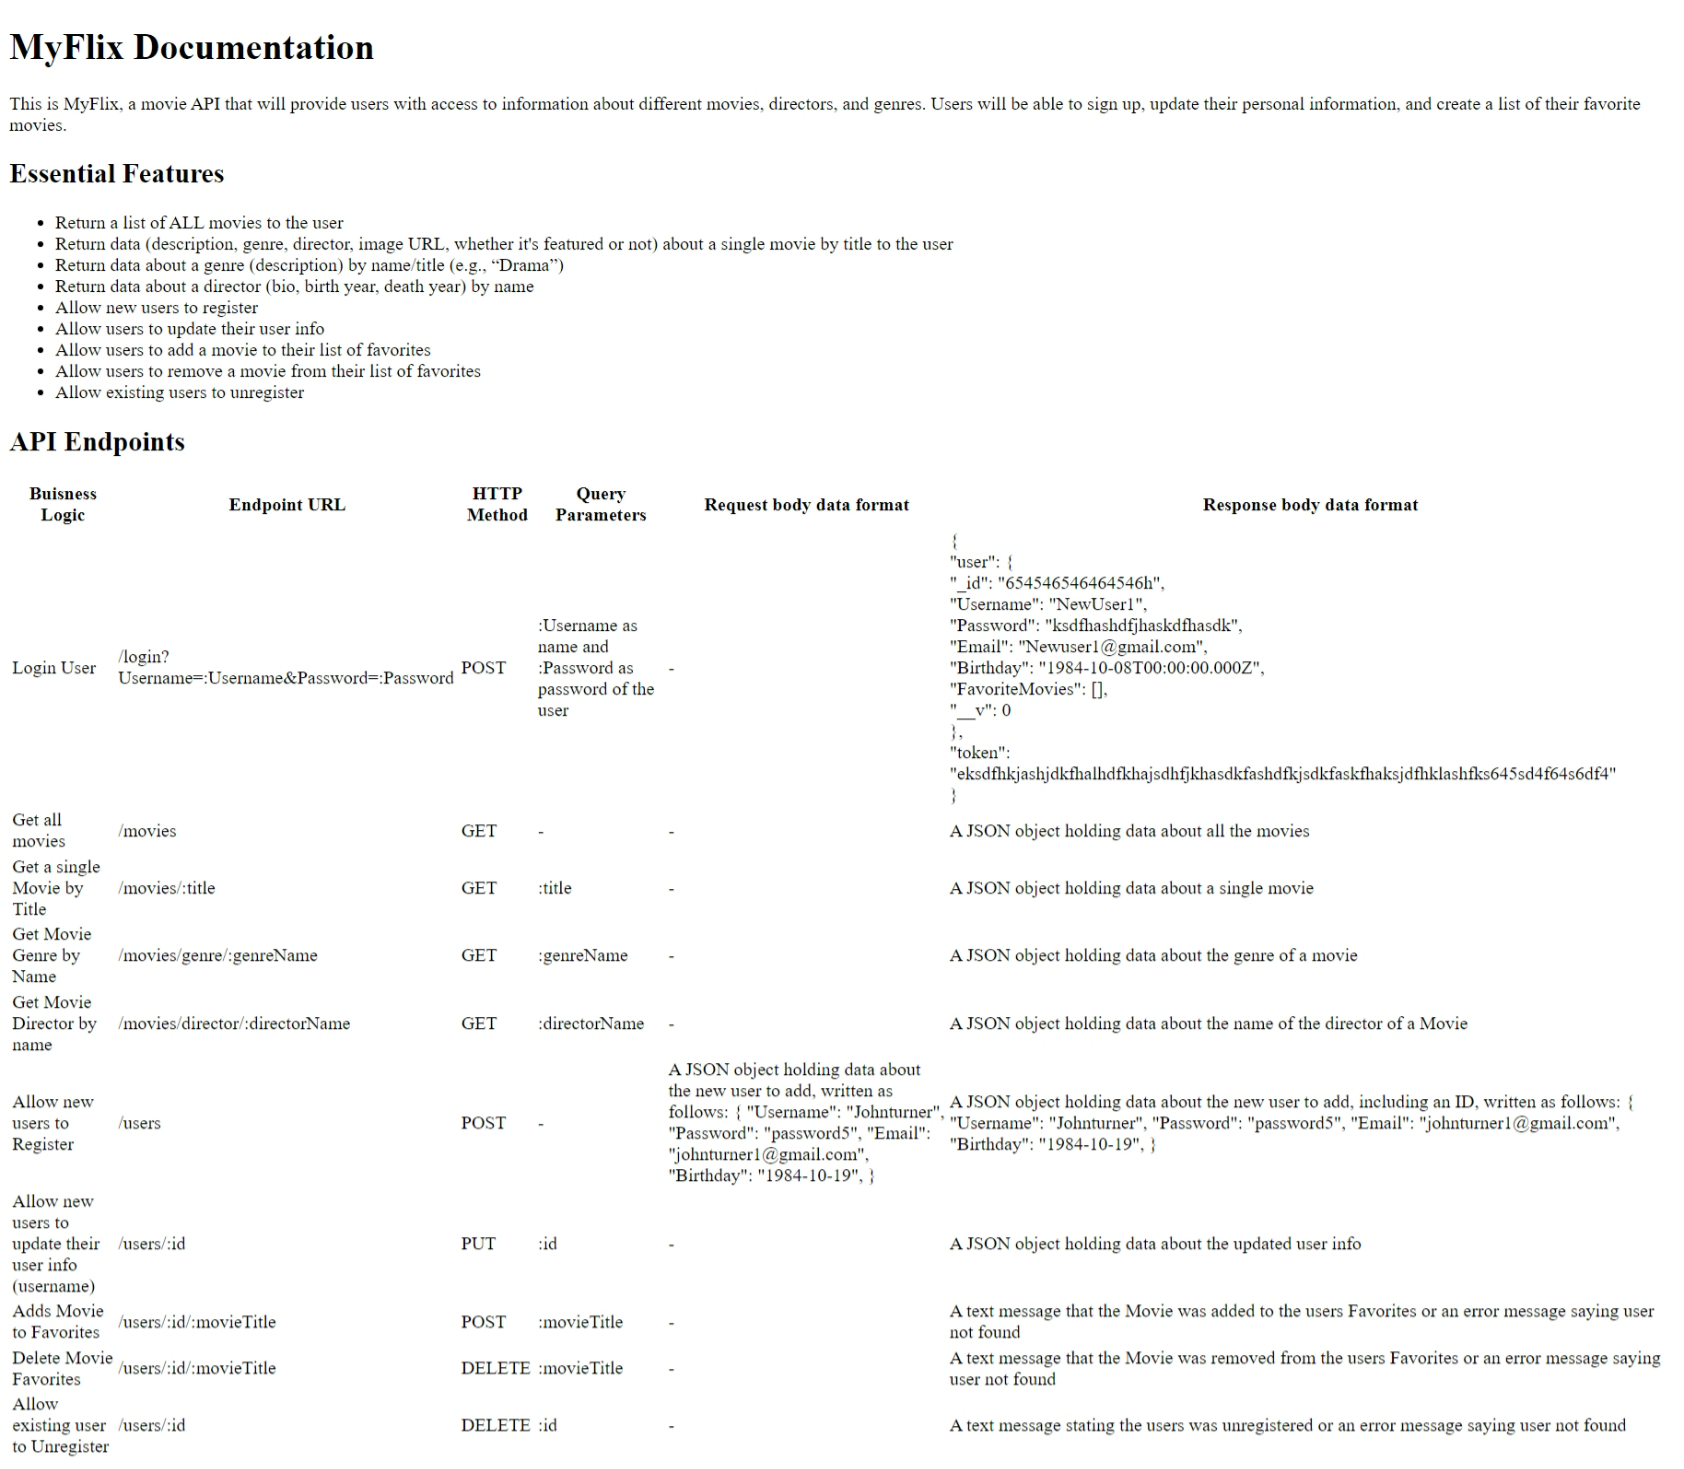 MyFlix Documentation
This is MyFlix, a movie API that will provide users with access to information about different movies, directors, and genres. Users will be able to sign up, update their personal information, and create a list of their favorite
movies.
Essential Features
• Return a list of ALL movies to the user
• Return data (description, genre, director, image URL, whether it's featured or not) about a single movie by title to the user
• Return data about a genre (description) by name/title (e.g., “Drama”)
• Return data about a director (bio, birth year, death year) by name
• Allow new users to register
• Allow users to update their user info
• Allow users to add a movie to their list of favorites
• Allow users to remove a movie from their list of favorites
• Allow existing users to unregister
API Endpoints
Buisness
Logic
Endpoint URL
HTTP
Method
Query
Parameters
Request body data format
Response body data format
Login User
/login?
Username=:Username&Password=:Password
POST
:Username as
name and
:Password as
password of the
user
-
{
"user": {
"_id": "654546546464546h",
"Username": "NewUser1",
"Password": "ksdfhashdfjhaskdfhasdk",
"Email": "Newuser1@gmail.com",
"Birthday": "1984-10-08T00:00:00.000Z",
"FavoriteMovies": [],
"__v": 0
},
"token":
"eksdfhkjashjdkfhalhdfkhajsdhfjkhasdkfashdfkjsdkfaskfhaksjdfhklashfks645sd4f64s6df4"
}
Get all
movies
/movies
GET
-
-
A JSON object holding data about all the movies
Get a single
Movie by
Title
/movies/:title
GET
:title
-
A JSON object holding data about a single movie
Get Movie
Genre by
Name
/movies/genre/:genreName
GET
:genreName
-
A JSON object holding data about the genre of a movie
Get Movie
Director by
name
/movies/director/:directorName
GET
:directorName
-
A JSON object holding data about the name of the director of a Movie
Allow new
users to
Register
/users
POST
-
A JSON object holding data about
the new user to add, written as
follows: { "Username": "Johnturner",
"Password": "password5", "Email":
"johnturner1@gmail.com",
"Birthday": "1984-10-19", }
A JSON object holding data about the new user to add, including an ID, written as follows: {
"Username": "Johnturner", "Password": "password5", "Email": "johnturner1@gmail.com",
"Birthday": "1984-10-19", }
Allow new
users to
update their
user info
(username)
/users/:id
PUT
:id
-
A JSON object holding data about the updated user info
Adds Movie
to Favorites
/users/:id/:movieTitle
POST
:movieTitle
-
A text message that the Movie was added to the users Favorites or an error message saying user
not found
Delete Movie
Favorites
/users/:id/:movieTitle
DELETE
:movieTitle
-
A text message that the Movie was removed from the users Favorites or an error message saying
user not found
Allow
existing user
to Unregister
/users/:id
DELETE
:id
-
A text message stating the users was unregistered or an error message saying user not found